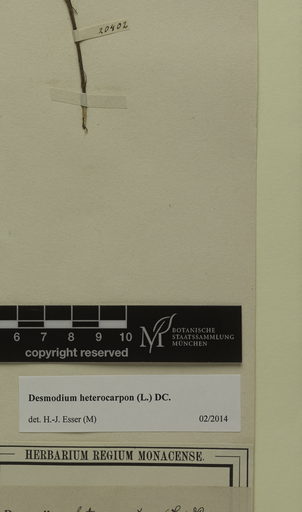 20402
6 7 8 9 10
copyright reserved
BOTANISCHE
STAATSSAMMLUNG
MÜNCHEN
Desmodium heterocarpon (L.) DC.
det. H.-J. Esser (M) 02/2014
HERBARIUM REGIUM MONACENSE.